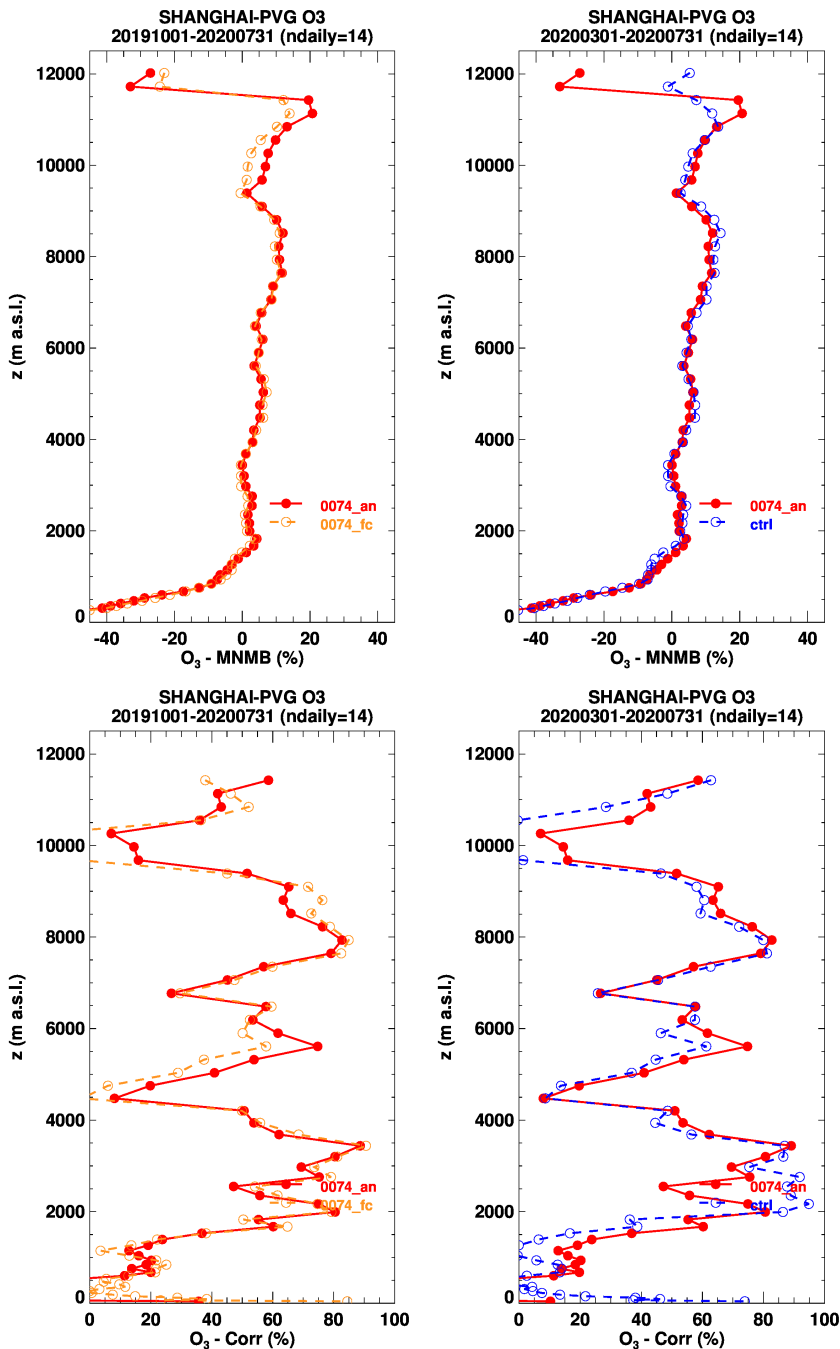 SHANGHAI-PVG O3
20191001-20200731 (ndaily=14)
12000
10000
8000
6000
4000
2000
0
z (m a.s.l.)
0074_an
0074_fc
-40 -20 0 20 40
O3 - MNMB (%)
SHANGHAI-PVG O3
20200301-20200731 (ndaily=14)
12000
10000
8000
6000
4000
2000
0
z (m a.s.l.)
0074_an
ctrl
-40 -20 0 20 40
O3 - MNMB (%)
SHANGHAI-PVG O3
20191001-20200731 (ndaily=14)
12000
10000
8000
6000
4000
2000
0
z (m a.s.l.)
0074_an
0074_fc
0 20 40 60 80 100
O3 - Corr (%)
SHANGHAI-PVG O3
20200301-20200731 (ndaily=14)
12000
10000
8000
6000
4000
2000
0
z (m a.s.l.)
0074_an
ctrl
0 20 40 60 80 100
O3 - Corr (%)